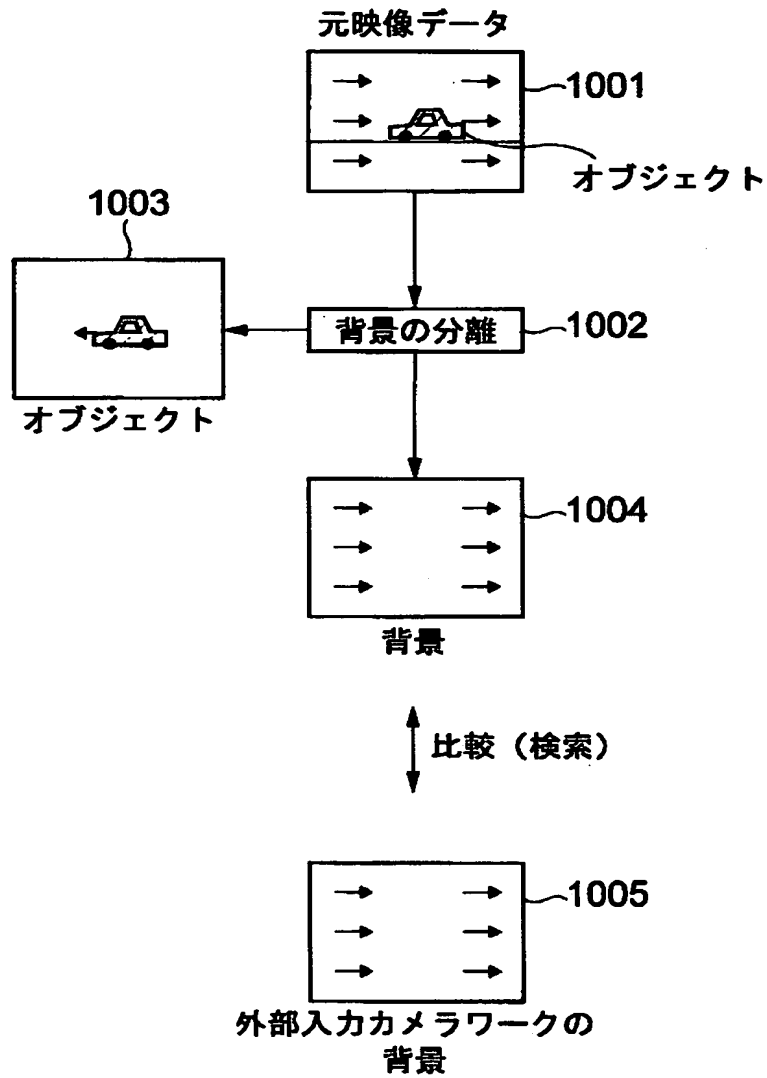 元映像データ
1001
オブジェクト
1003
背景の分離
1002
オブジェクト
1004
背景
比較（検索）
1005
外部入力カメラワークの
背景